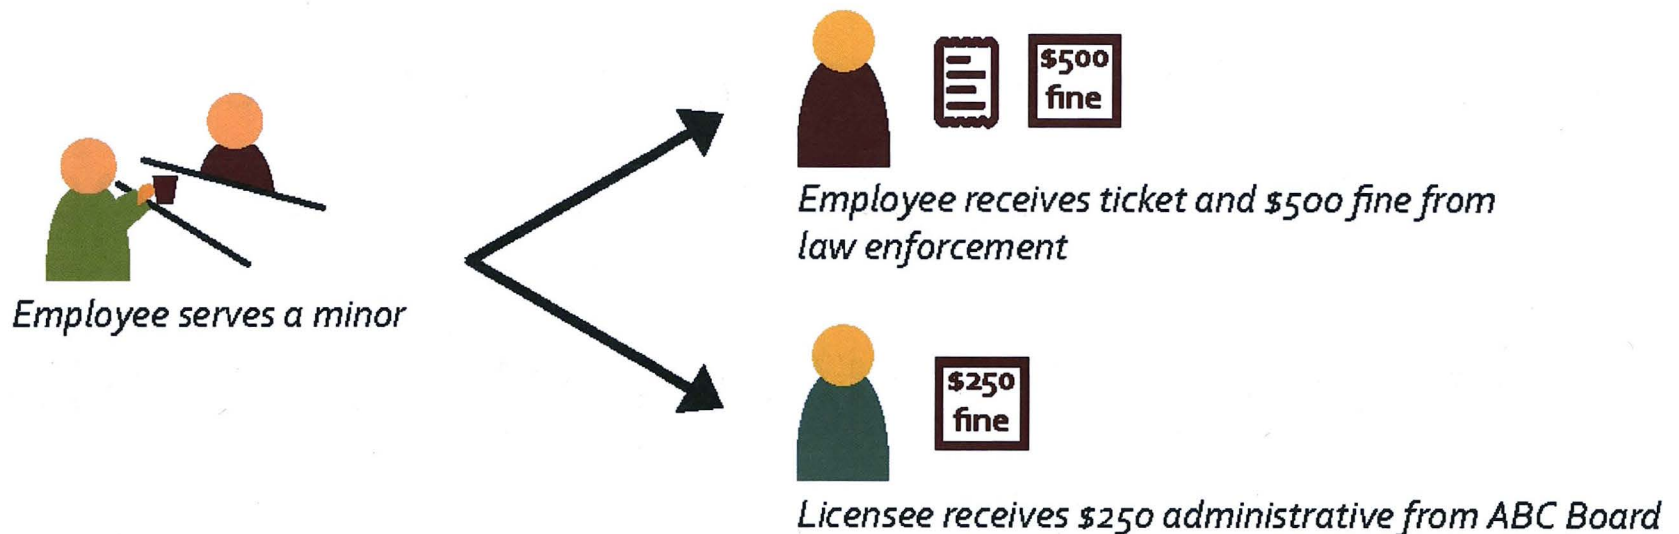 $500
fine
Employee receives ticket and $500 fine from
law enforcement
Employee serves a minor
$250
fine
Licensee receives $250 administrative from ABC Board